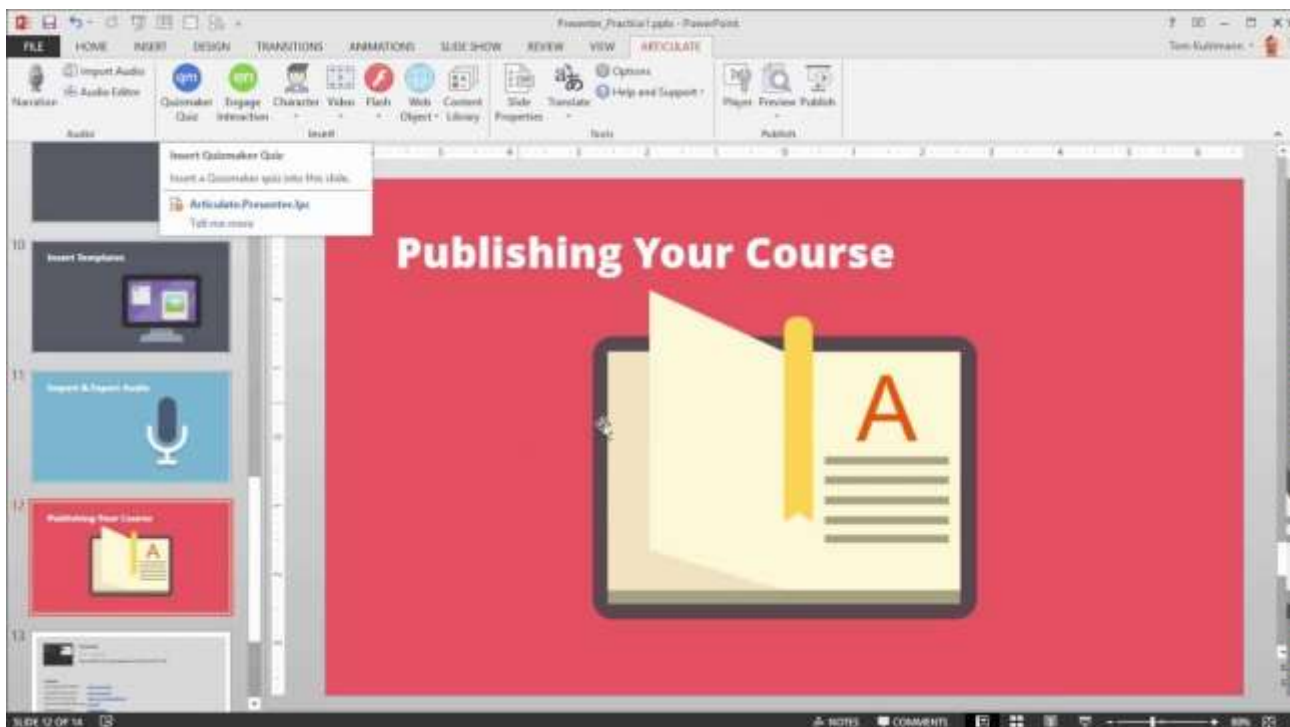 Presenter_Practice1.pptx - PowerPoint
FILE HOME INSERT DESIGN TRANSITIONS ANIMATIONS SLIDE SHOW REVIEW VIEW ARTICULATE
Tom Kuhlmann
Narration
Import Audio
Audio Editor
Audio
Quizmaker Quiz
Engage Interaction
Character
Video
Flash
Web Object
Content Library
Insert
Slide Properties
Translate
Options
Help and Support
Tools
Player
Preview
Publish
Publish
Insert Quizmaker Quiz
Insert a Quizmaker quiz into this slide.
Articulate.Presenter.Ipc
Tell me more
10
Insert Templates
11
Import & Export Audio
12
Publishing Your Course
A
13
Publishing Your Course
A
SLIDE 12 OF 14
NOTES
COMMENTS
80%